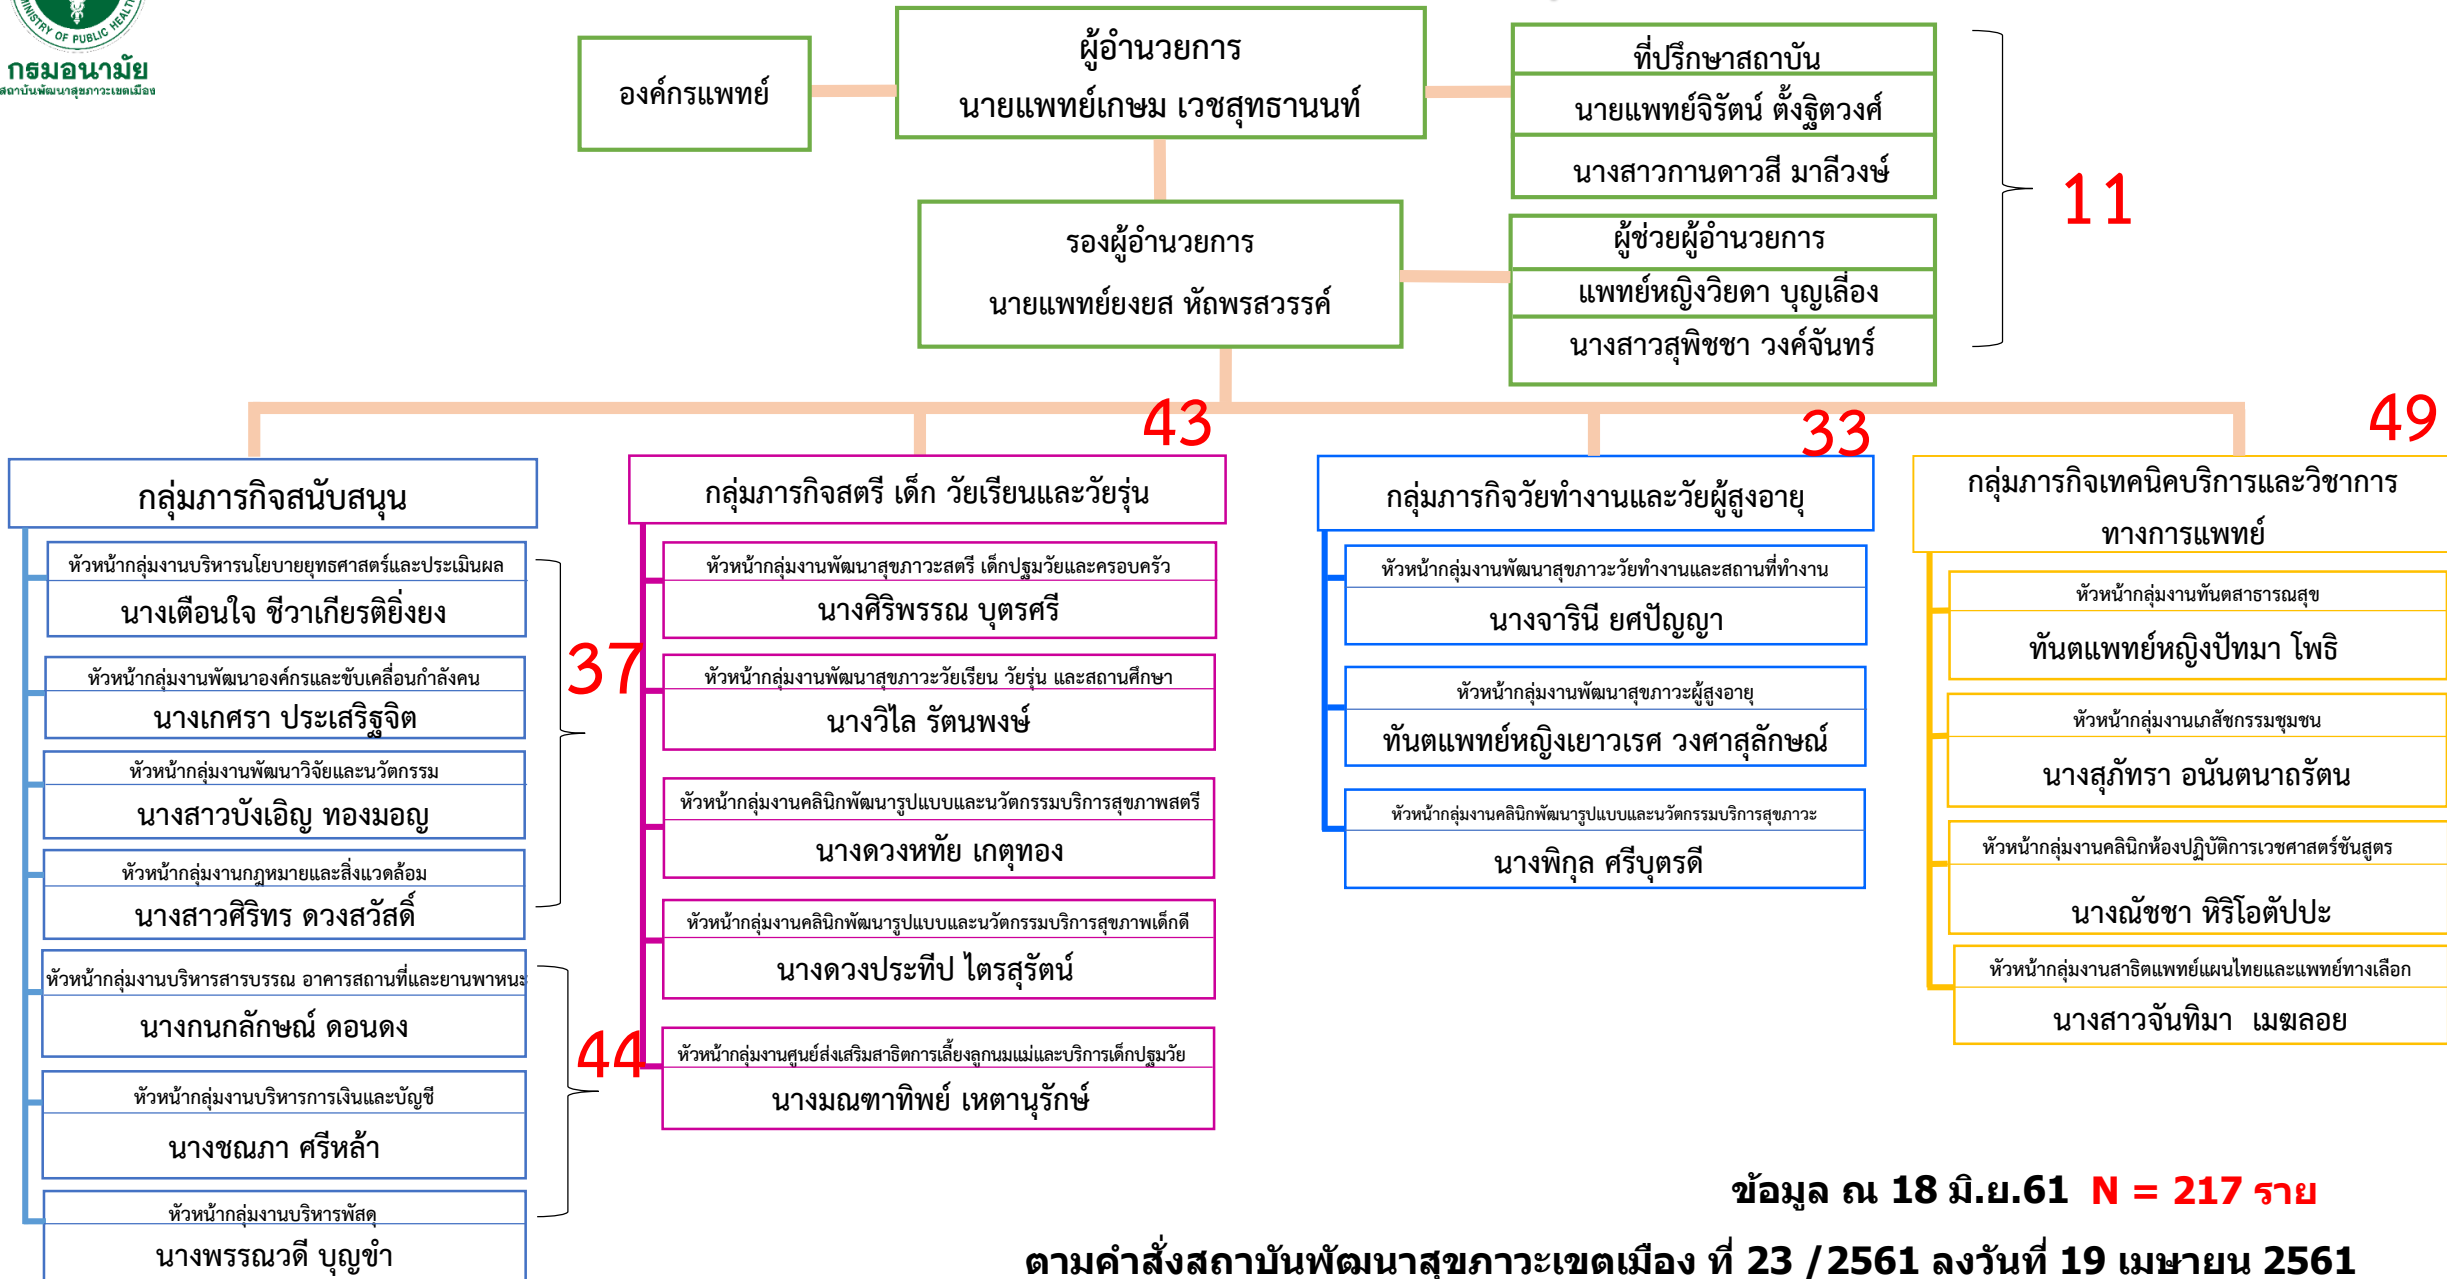 MINISTRY OF PUBLIC HEALTH
กรมอนามัย
สถาบันพัฒนาสุขภาวะเขตเมือง
องค์กรแพทย์
ผู้อำนวยการ
นายแพทย์เกษม เวชสุทธานนท์
ที่ปรึกษาสถาบัน
นายแพทย์จิรัตน์ ตั้งฐิตวงศ์
นางสาวกานดาวสี มาลีวงษ์
รองผู้อำนวยการ
นายแพทย์ยงยส หัถพรสวรรค์
ผู้ช่วยผู้อำนวยการ
แพทย์หญิงวิยดา บุญเลื่อง
นางสาวสุพิชชา วงค์จันทร์
11
กลุ่มภารกิจสนับสนุน
หัวหน้ากลุ่มงานบริหารนโยบายยุทธศาสตร์และประเมินผล
นางเตือนใจ ชีวาเกียรติยิ่งยง
หัวหน้ากลุ่มงานพัฒนาองค์กรและขับเคลื่อนกำลังคน
นางเกศรา ประเสริฐจิต
หัวหน้ากลุ่มงานพัฒนาวิจัยและนวัตกรรม
นางสาวบังเอิญ ทองมอญ
หัวหน้ากลุ่มงานกฎหมายและสิ่งแวดล้อม
นางสาวศิริทร ดวงสวัสดิ์
37
หัวหน้ากลุ่มงานบริหารสารบรรณ อาคารสถานที่และยานพาหนะ
นางกนกลักษณ์ ดอนดง
หัวหน้ากลุ่มงานบริหารการเงินและบัญชี
นางชณภา ศรีหล้า
หัวหน้ากลุ่มงานบริหารพัสดุ
นางพรรณวดี บุญขำ
44
43
กลุ่มภารกิจสตรี เด็ก วัยเรียนและวัยรุ่น
หัวหน้ากลุ่มงานพัฒนาสุขภาวะสตรี เด็กปฐมวัยและครอบครัว
นางศิริพรรณ บุตรศรี
หัวหน้ากลุ่มงานพัฒนาสุขภาวะวัยเรียน วัยรุ่น และสถานศึกษา
นางวิไล รัตนพงษ์
หัวหน้ากลุ่มงานคลินิกพัฒนารูปแบบและนวัตกรรมบริการสุขภาพสตรี
นางดวงหทัย เกตุทอง
หัวหน้ากลุ่มงานคลินิกพัฒนารูปแบบและนวัตกรรมบริการสุขภาพเด็กดี
นางดวงประทีป ไตรสุรัตน์
หัวหน้ากลุ่มงานศูนย์ส่งเสริมสาธิตการเลี้ยงลูกนมแม่และบริการเด็กปฐมวัย
นางมณฑาทิพย์ เหตานุรักษ์
33
กลุ่มภารกิจวัยทำงานและวัยผู้สูงอายุ
หัวหน้ากลุ่มงานพัฒนาสุขภาวะวัยทำงานและสถานที่ทำงาน
นางจารินี ยศปัญญา
หัวหน้ากลุ่มงานพัฒนาสุขภาวะผู้สูงอายุ
ทันตแพทย์หญิงเยาวเรศ วงศาสุลักษณ์
หัวหน้ากลุ่มงานคลินิกพัฒนารูปแบบและนวัตกรรมบริการสุขภาวะ
นางพิกุล ศรีบุตรดี
49
กลุ่มภารกิจเทคนิคบริการและวิชาการ
ทางการแพทย์
หัวหน้ากลุ่มงานทันตสาธารณสุข
ทันตแพทย์หญิงปัทมา โพธิ
หัวหน้ากลุ่มงานเภสัชกรรมชุมชน
นางสุภัทรา อนันตนาถรัตน
หัวหน้ากลุ่มงานคลินิกห้องปฏิบัติการเวชศาสตร์ชันสูตร
นางณัชชา หิริโอตัปปะ
หัวหน้ากลุ่มงานสาธิตแพทย์แผนไทยและแพทย์ทางเลือก
นางสาวจันทิมา เมฆลอย
ข้อมูล ณ 18 มิ.ย.61 N = 217 ราย
ตามคำสั่งสถาบันพัฒนาสุขภาวะเขตเมือง ที่ 23 /2561 ลงวันที่ 19 เมษายน 2561